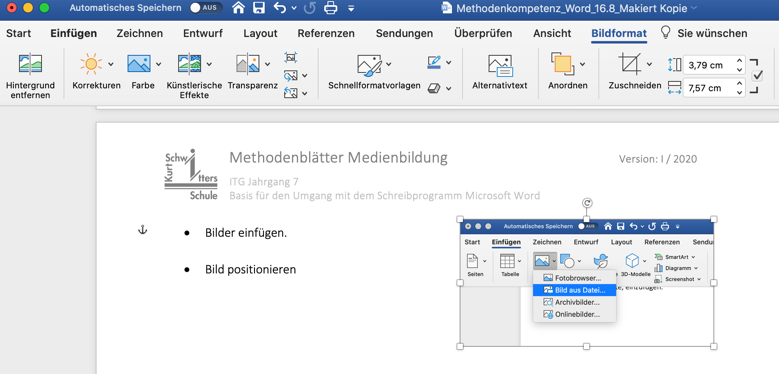 Automatisches Speichern AUS
Methodenkompetenz_Word_16.8_Makiert Kopie
Start Einfügen Zeichnen Entwurf Layout Referenzen Sendungen Überprüfen Ansicht Bildformat Sie wünschen
Hintergrund entfernen
Korrekturen
Farbe
Künstlerische Effekte
Transparenz
Schnellformatvorlagen
Alternativtext
Anordnen
Zuschneiden
3,79 cm
7,57 cm
Kurt Schwitters Schule
Methodenblätter Medienbildung
Version: I / 2020
ITG Jahrgang 7
Basis für den Umgang mit dem Schreibprogramm Microsoft Word
• Bilder einfügen.
• Bild positionieren
Automatisches Speichern AUS
Start Einfügen Zeichnen Entwurf Layout Referenzen Sendu
Seiten
Tabelle
3D-Modelle
SmartArt
Diagramm
Screenshot
Fotobrowser...
Bild aus Datei...
Archivbilder...
Onlinebilder...
einzufügen.